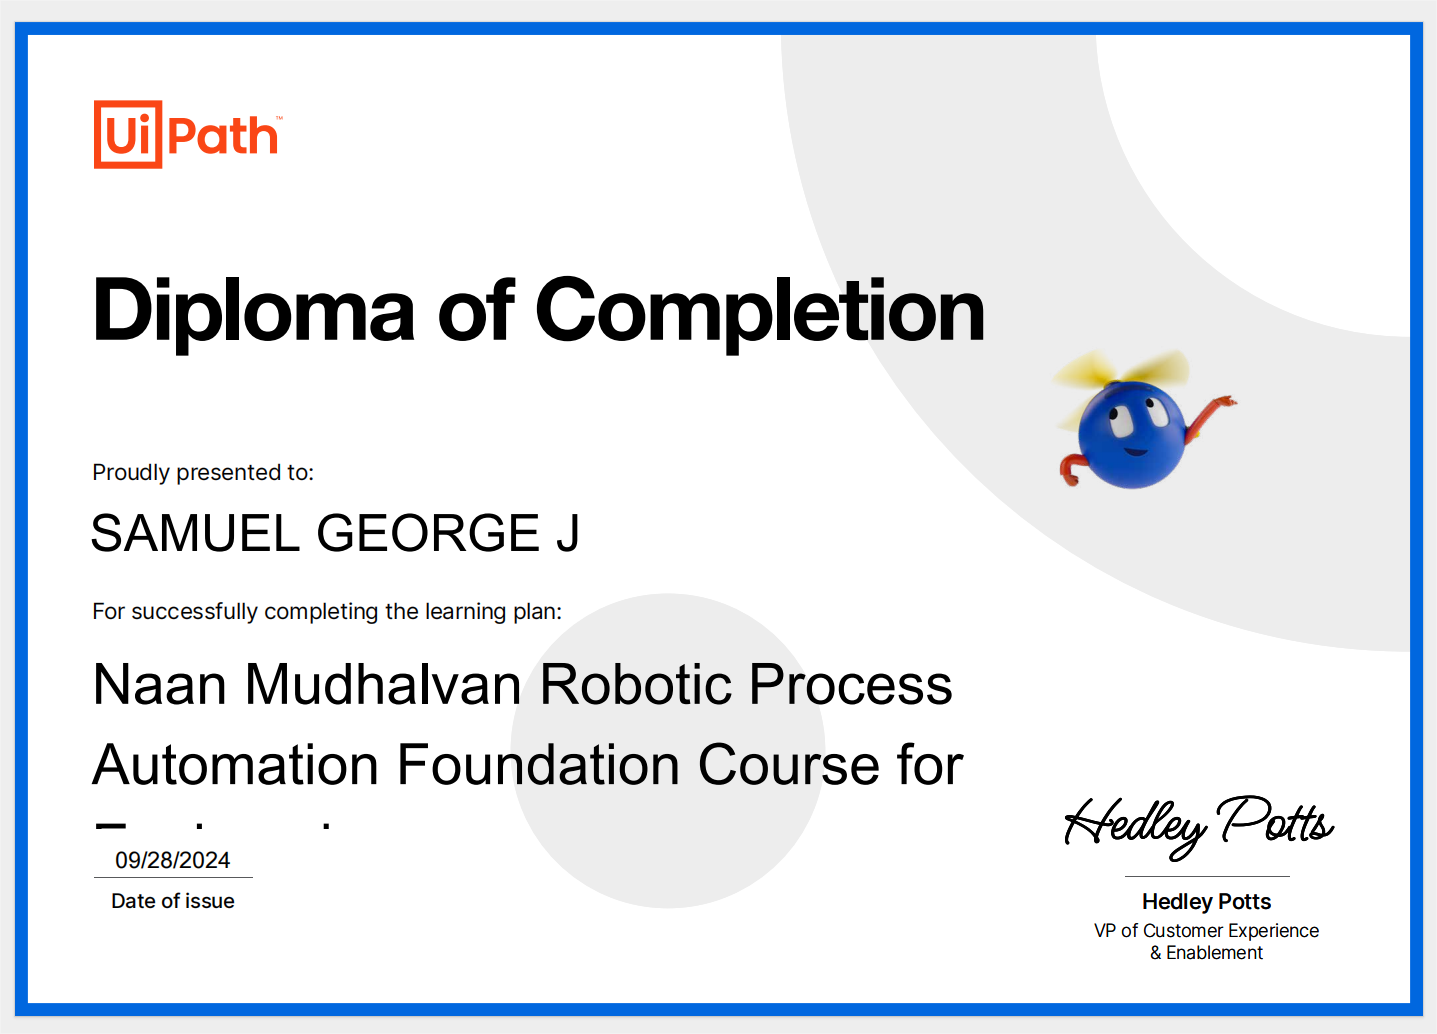 UiPath™
Diploma of Completion
Proudly presented to:
SAMUEL GEORGE J
For successfully completing the learning plan:
Naan Mudhalvan Robotic Process
Automation Foundation Course for
09/28/2024
Date of issue
Hedley Potts
Hedley Potts
VP of Customer Experience
& Enablement